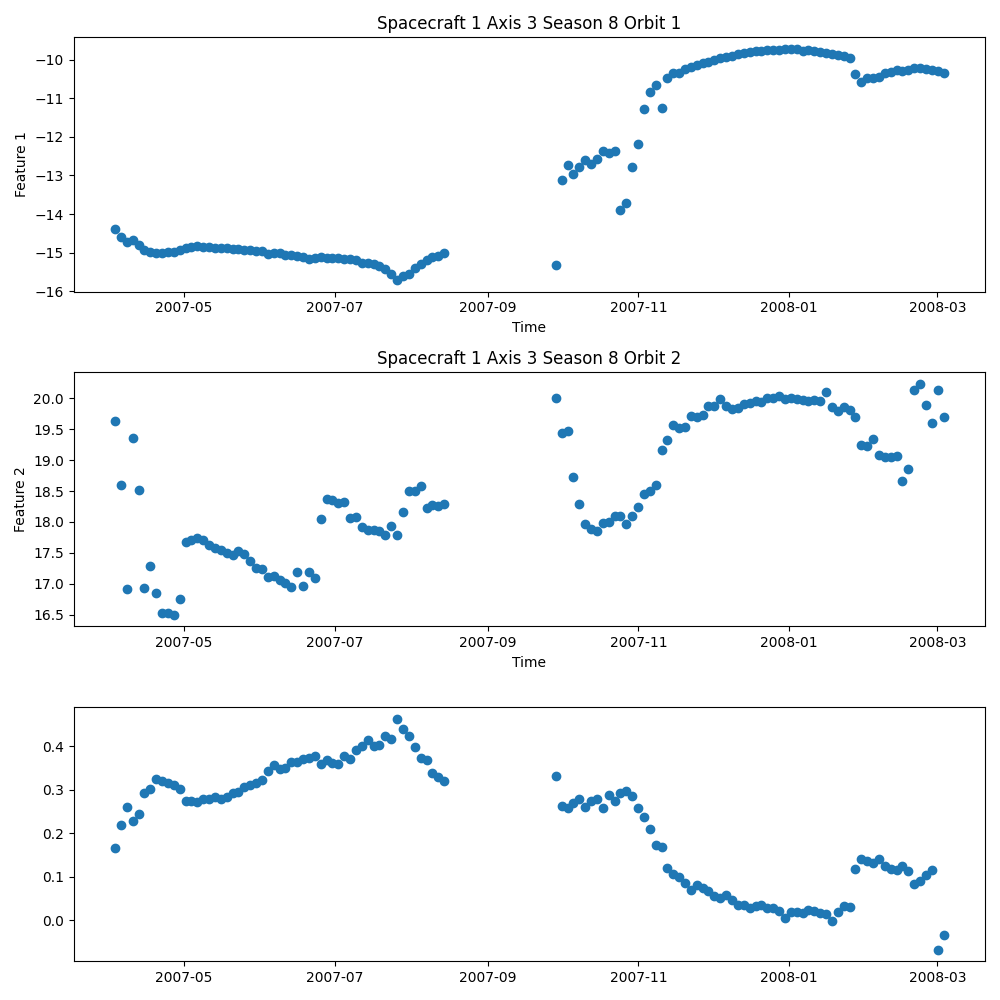 Spacecraft 1 Axis 3 Season 8 Orbit 1
−10
−11
−12
−13
−14
−15
−16
Feature 1
2007-05 2007-07 2007-09 2007-11 2008-01 2008-03
Time
Spacecraft 1 Axis 3 Season 8 Orbit 2
20.0
19.5
19.0
18.5
18.0
17.5
17.0
16.5
Feature 2
2007-05 2007-07 2007-09 2007-11 2008-01 2008-03
Time
0.4
0.3
0.2
0.1
0.0
2007-05 2007-07 2007-09 2007-11 2008-01 2008-03